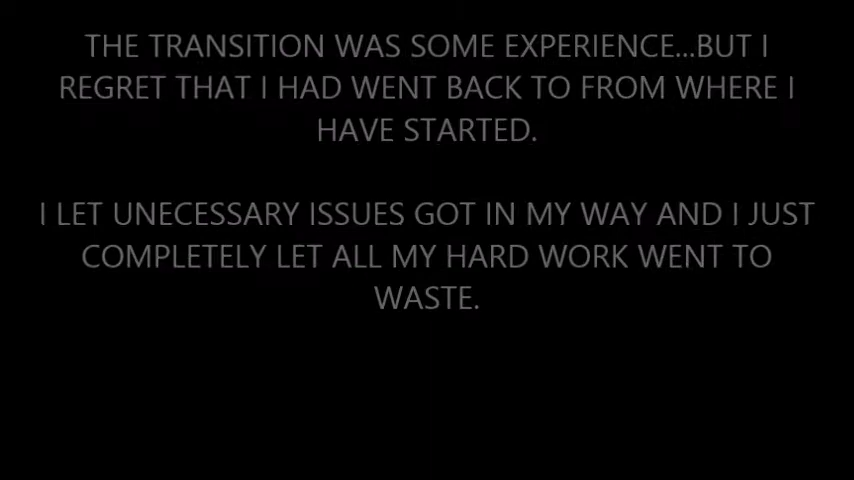 THE TRANSITION WAS SOME EXPERIENCE...BUT I
REGRET THAT I HAD WENT BACK TO FROM WHERE I
HAVE STARTED.
I LET UNECESSARY ISSUES GOT IN MY WAY AND I JUST
COMPLETELY LET ALL MY HARD WORK WENT TO
WASTE.